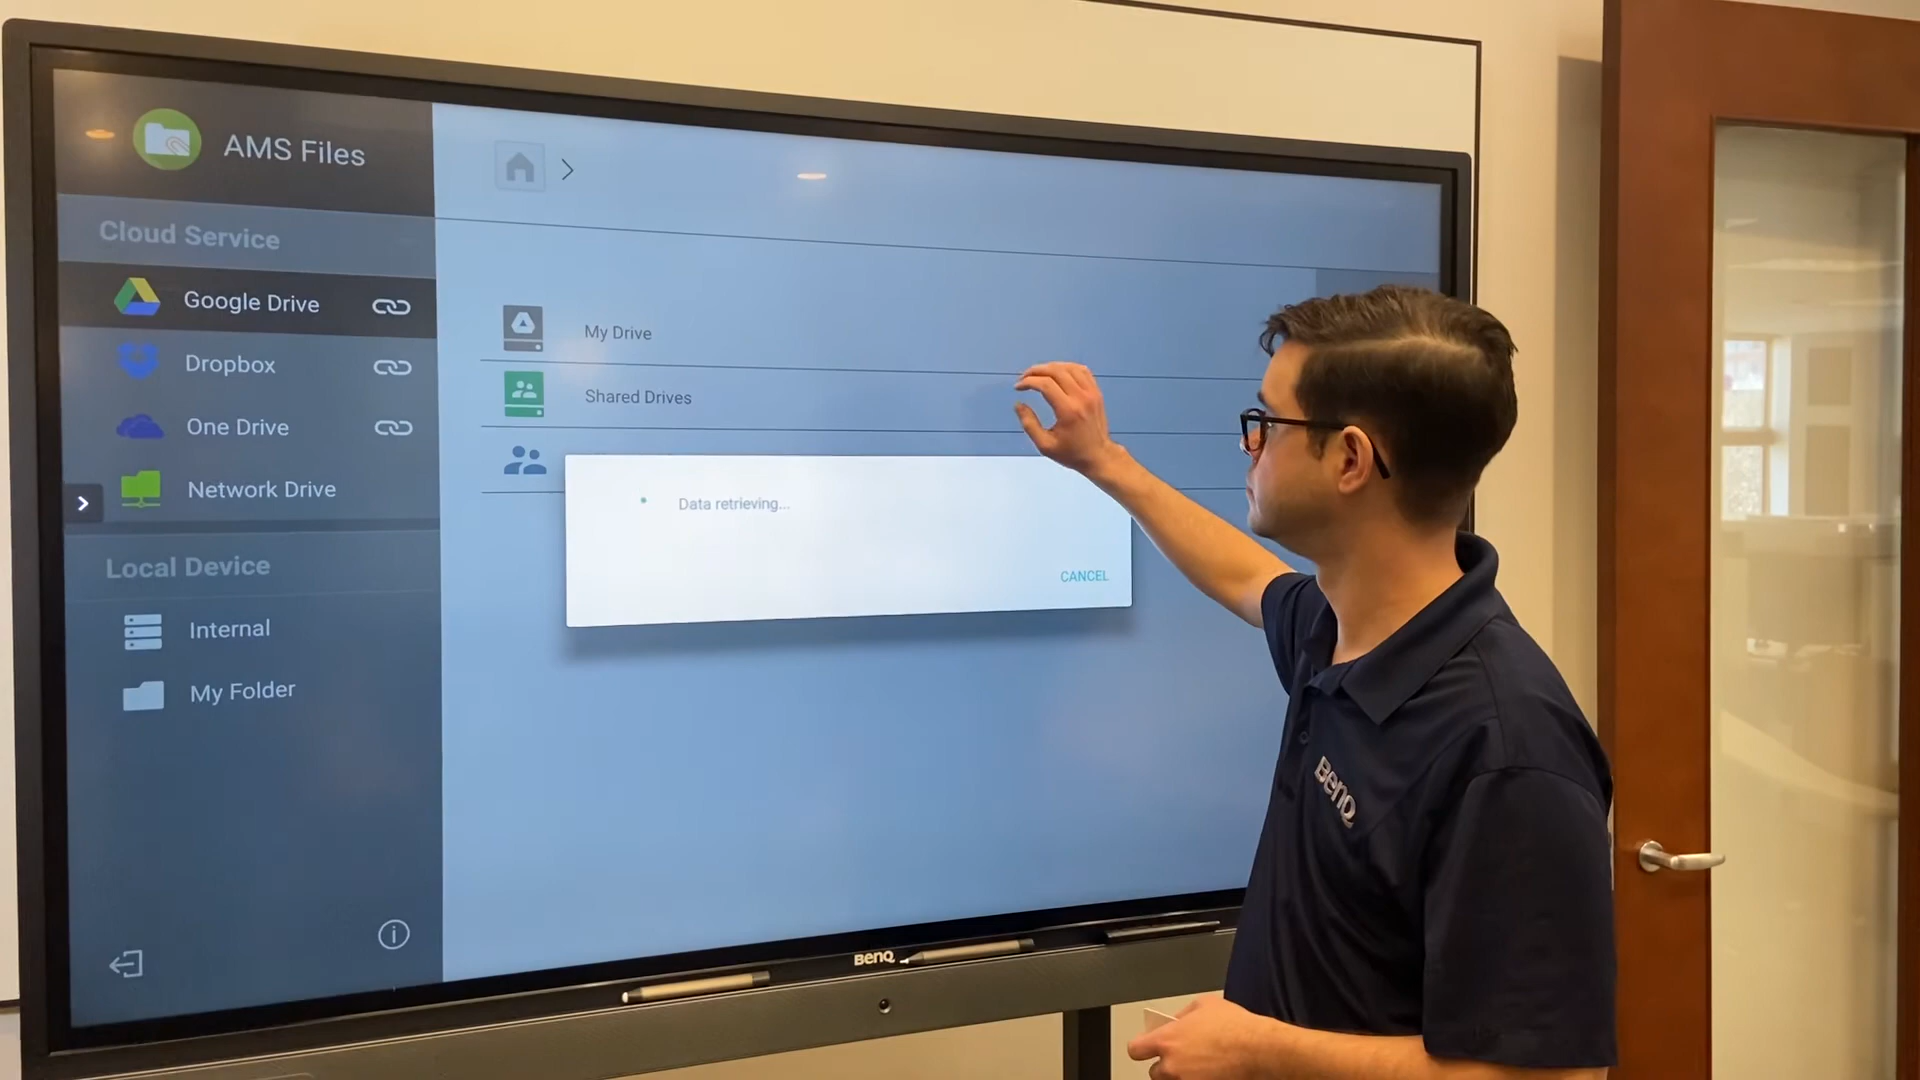 AMS Files
Cloud Service
Google Drive
Dropbox
One Drive
Network Drive
Local Device
Internal
My Folder
My Drive
Shared Drives
Data retrieving...
CANCEL
BenQ
BenQ